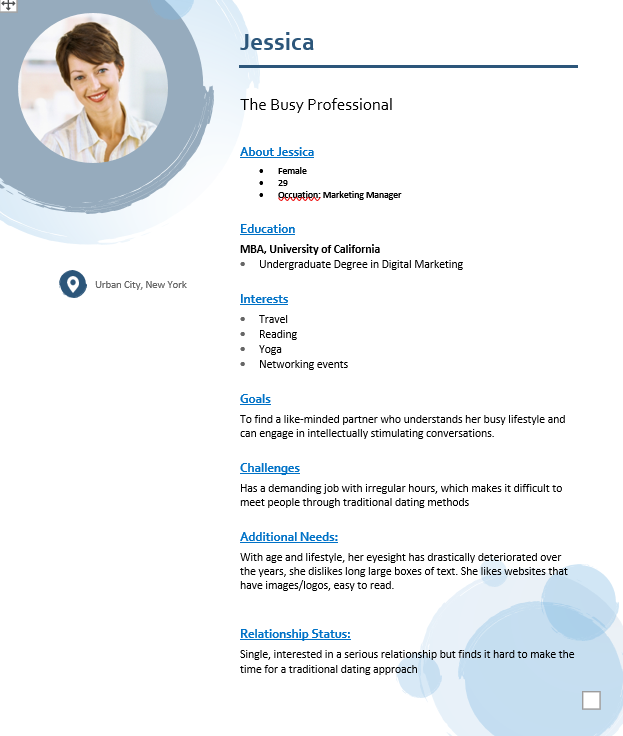 Jessica
The Busy Professional
About Jessica
• Female
• 29
• Occuation: Marketing Manager
Education
MBA, University of California
• Undergraduate Degree in Digital Marketing
Urban City, New York
Interests
• Travel
• Reading
• Yoga
• Networking events
Goals
To find a like-minded partner who understands her busy lifestyle and
can engage in intellectually stimulating conversations.
Challenges
Has a demanding job with irregular hours, which makes it difficult to
meet people through traditional dating methods
Additional Needs:
With age and lifestyle, her eyesight has drastically deteriorated over
the years, she dislikes long large boxes of text. She likes websites that
have images/logos, easy to read.
Relationship Status:
Single, interested in a serious relationship but finds it hard to make the
time for a traditional dating approach